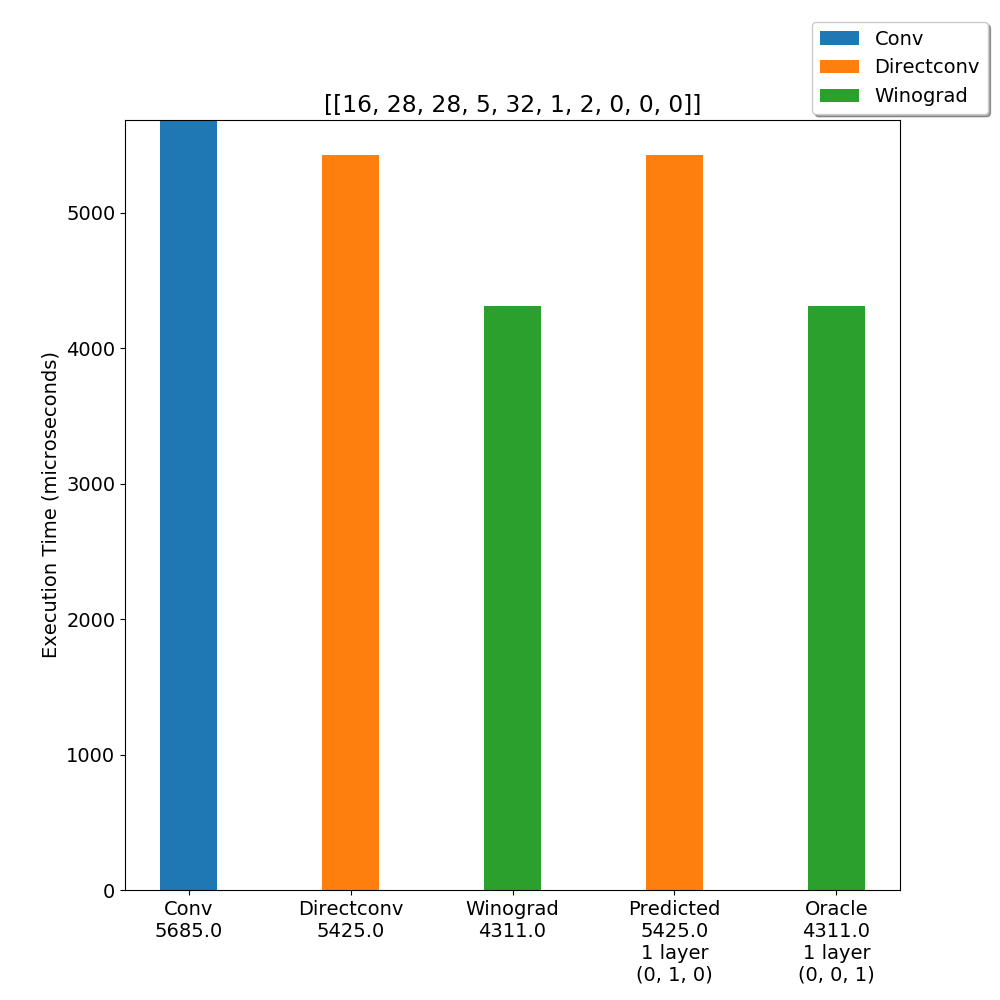 Conv
Directconv
Winograd
[[16, 28, 28, 5, 32, 1, 2, 0, 0, 0]]
Execution Time (microseconds)
5000
4000
3000
2000
1000
0
Conv
5685.0
Directconv
5425.0
Winograd
4311.0
Predicted
5425.0
1 layer
(0, 1, 0)
Oracle
4311.0
1 layer
(0, 0, 1)